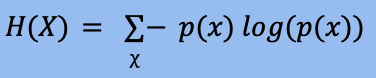 H(X) = Σ− p(x) log(p(x))
χ